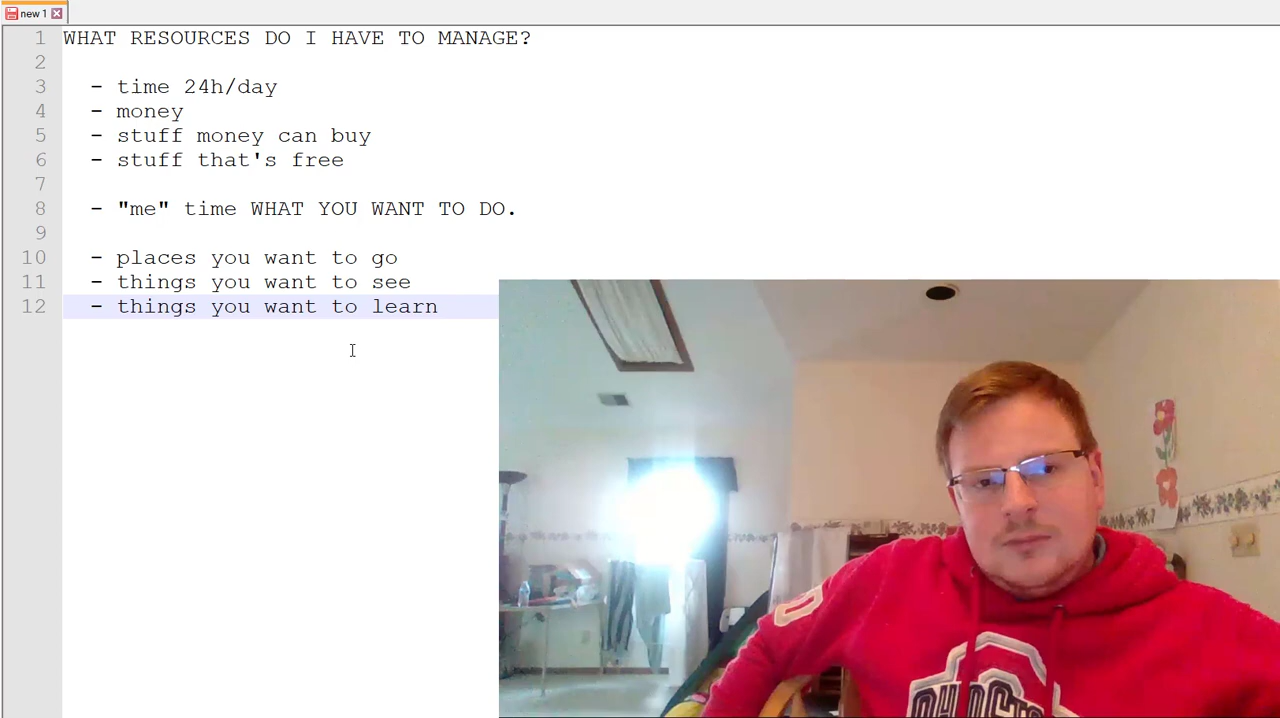 new 1
1 WHAT RESOURCES DO I HAVE TO MANAGE?
2
3 - time 24h/day
4 - money
5 - stuff money can buy
6 - stuff that's free
7
8 - "me" time WHAT YOU WANT TO DO.
9
10 - places you want to go
11 - things you want to see
12 - things you want to learn